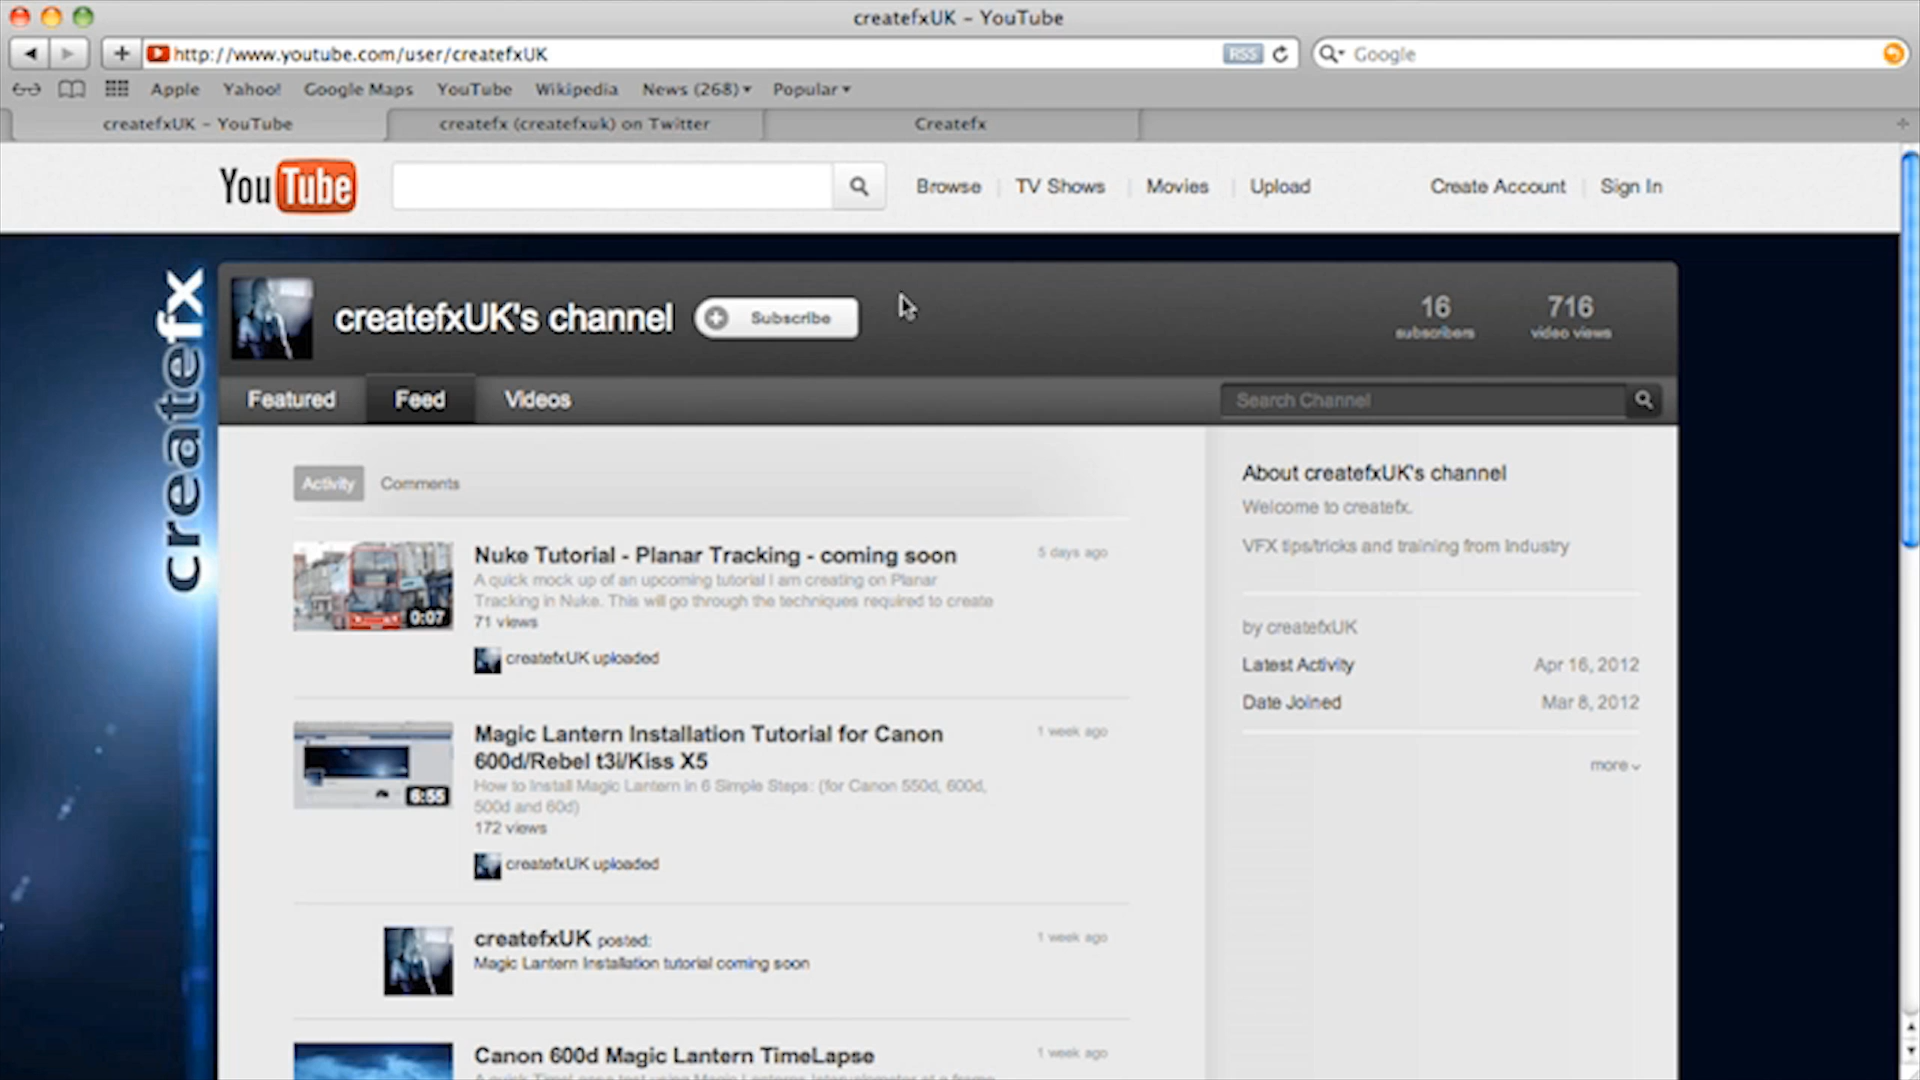 createfxUK – YouTube
http://www.youtube.com/user/createfxUK
RSS
Google
Apple
Yahoo!
Google Maps
YouTube
Wikipedia
News (268)
Popular
createfxUK – YouTube
createfx (createfxuk) on Twitter
Createfx
YouTube
Browse
TV Shows
Movies
Upload
Create Account
Sign In
createfx
createfxUK's channel
Subscribe
16
subscribers
716
video views
Featured
Feed
Videos
Search Channel
Activity
Comments
Nuke Tutorial - Planar Tracking - coming soon
5 days ago
A quick mock up of an upcoming tutorial I am creating on Planar
Tracking in Nuke. This will go through the techniques required to create
71 views
0:07
createfxUK uploaded
Magic Lantern Installation Tutorial for Canon
600d/Rebel t3i/Kiss X5
1 week ago
How to Install Magic Lantern in 6 Simple Steps: (for Canon 550d, 600d,
500d and 60d)
172 views
6:55
createfxUK uploaded
createfxUK posted:
1 week ago
Magic Lantern Installation tutorial coming soon
Canon 600d Magic Lantern TimeLapse
1 week ago
About createfxUK's channel
Welcome to createfx.
VFX tips/tricks and training from Industry
by createfxUK
Latest Activity
Apr 16, 2012
Date Joined
Mar 8, 2012
more